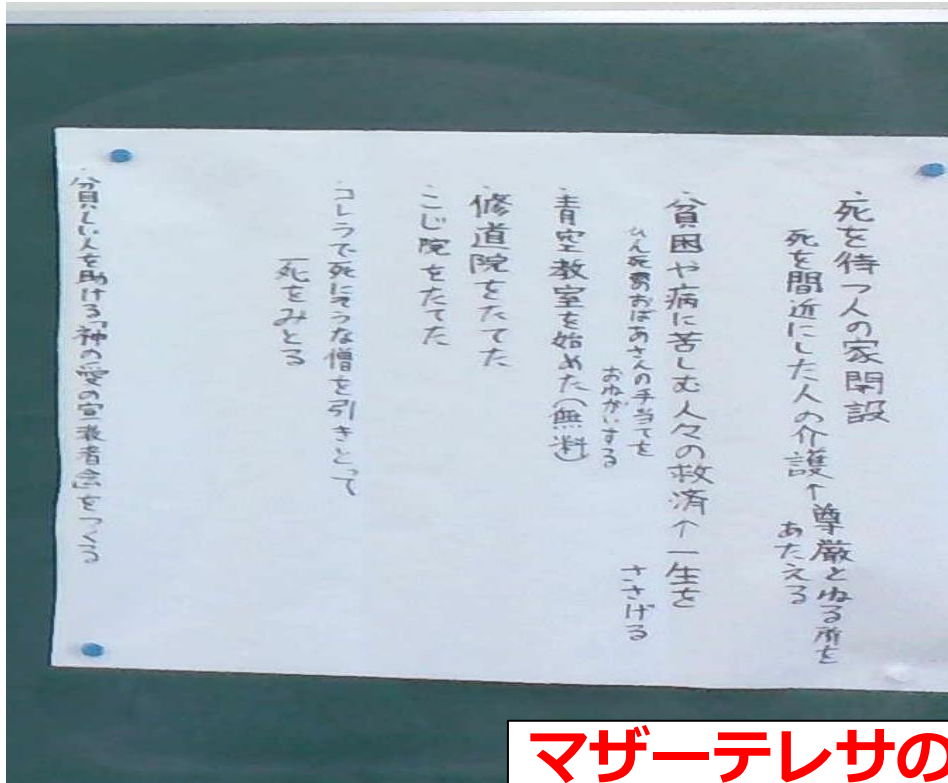 ・死を待つ人の家開設
死を間近にした人の介護↑尊厳とねる所を
あたえる
・貧困や病に苦しむ人々の救済↑一生を
ささげる
ひん死のおばあさんの手当てを
おねがいする
・青空教室を始めた(無料)
・修道院をたてた
・こじ院をたてた
・コレラで死にそうな僧を引きとって
死をみとる
・貧しい人を助ける「神の愛の宣教者会」をつくる
マザーテレサの